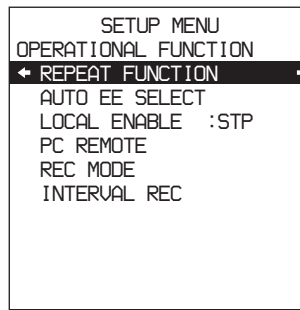 SETUP MENU
OPERATIONAL FUNCTION
REPEAT FUNCTION
AUTO EE SELECT
LOCAL ENABLE :STP
PC REMOTE
REC MODE
INTERVAL REC